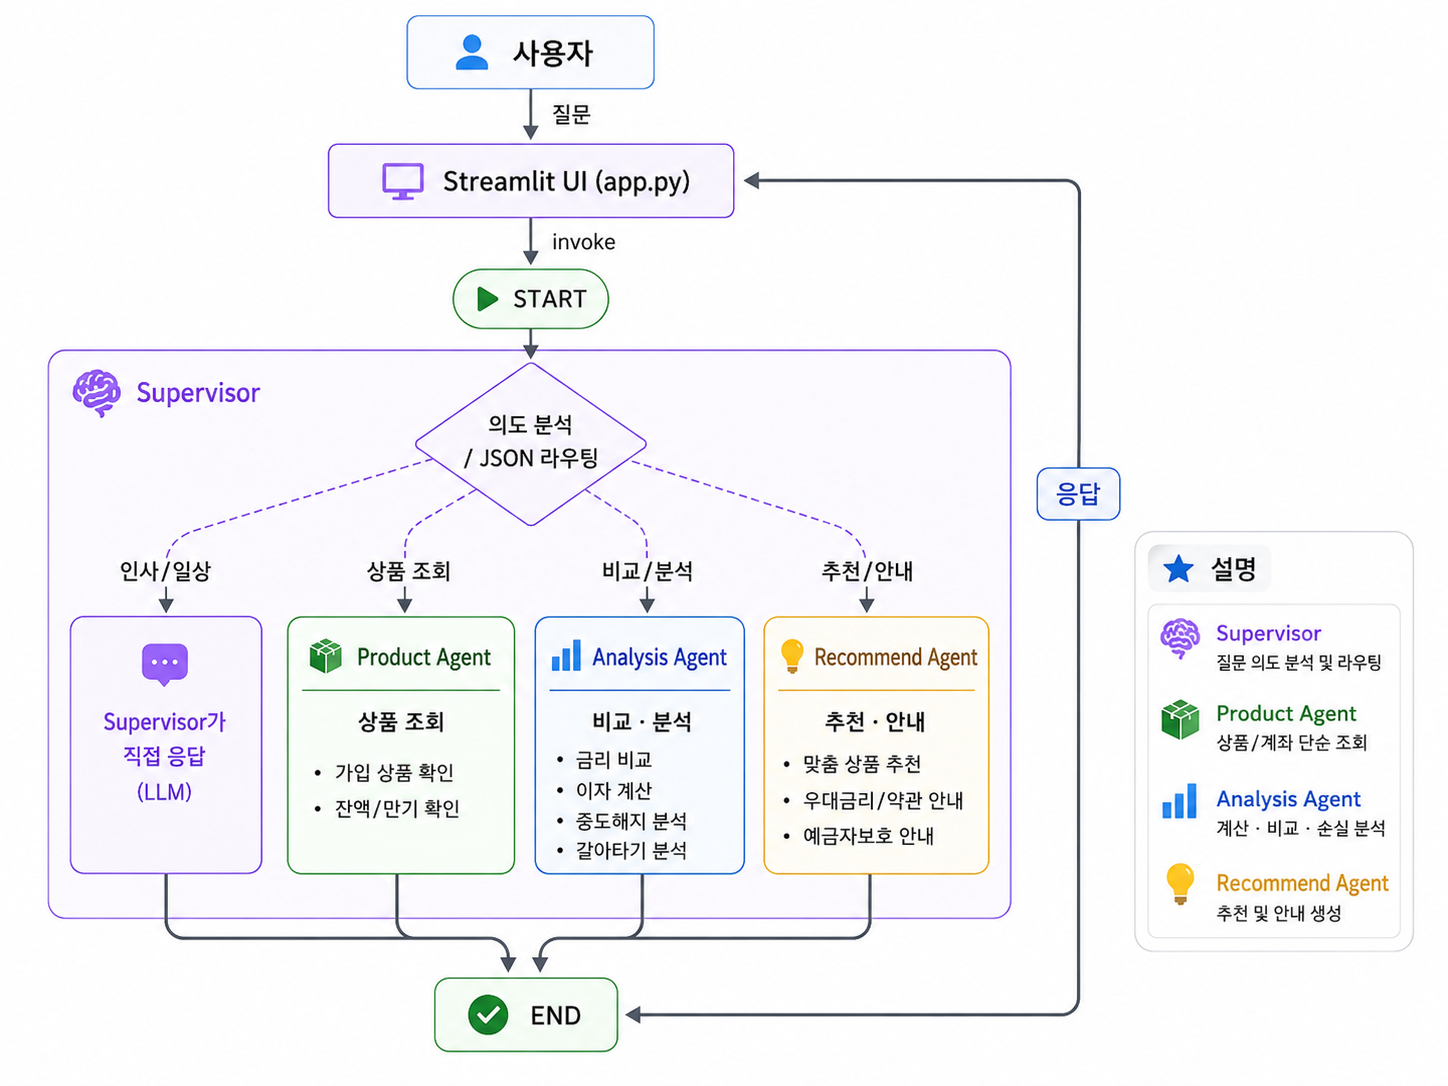 사용자
질문
Streamlit UI (app.py)
invoke
START
Supervisor
의도 분석
/ JSON 라우팅
응답
인사/일상
상품 조회
비교/분석
추천/안내
Supervisor가
직접 응답
(LLM)
Product Agent
상품 조회
• 가입 상품 확인
• 잔액/만기 확인
Analysis Agent
비교 · 분석
• 금리 비교
• 이자 계산
• 중도해지 분석
• 갈아타기 분석
Recommend Agent
추천 · 안내
• 맞춤 상품 추천
• 우대금리/약관 안내
• 예금자보호 안내
END
설명
Supervisor
질문 의도 분석 및 라우팅
Product Agent
상품/계좌 단순 조회
Analysis Agent
계산 · 비교 · 손실 분석
Recommend Agent
추천 및 안내 생성